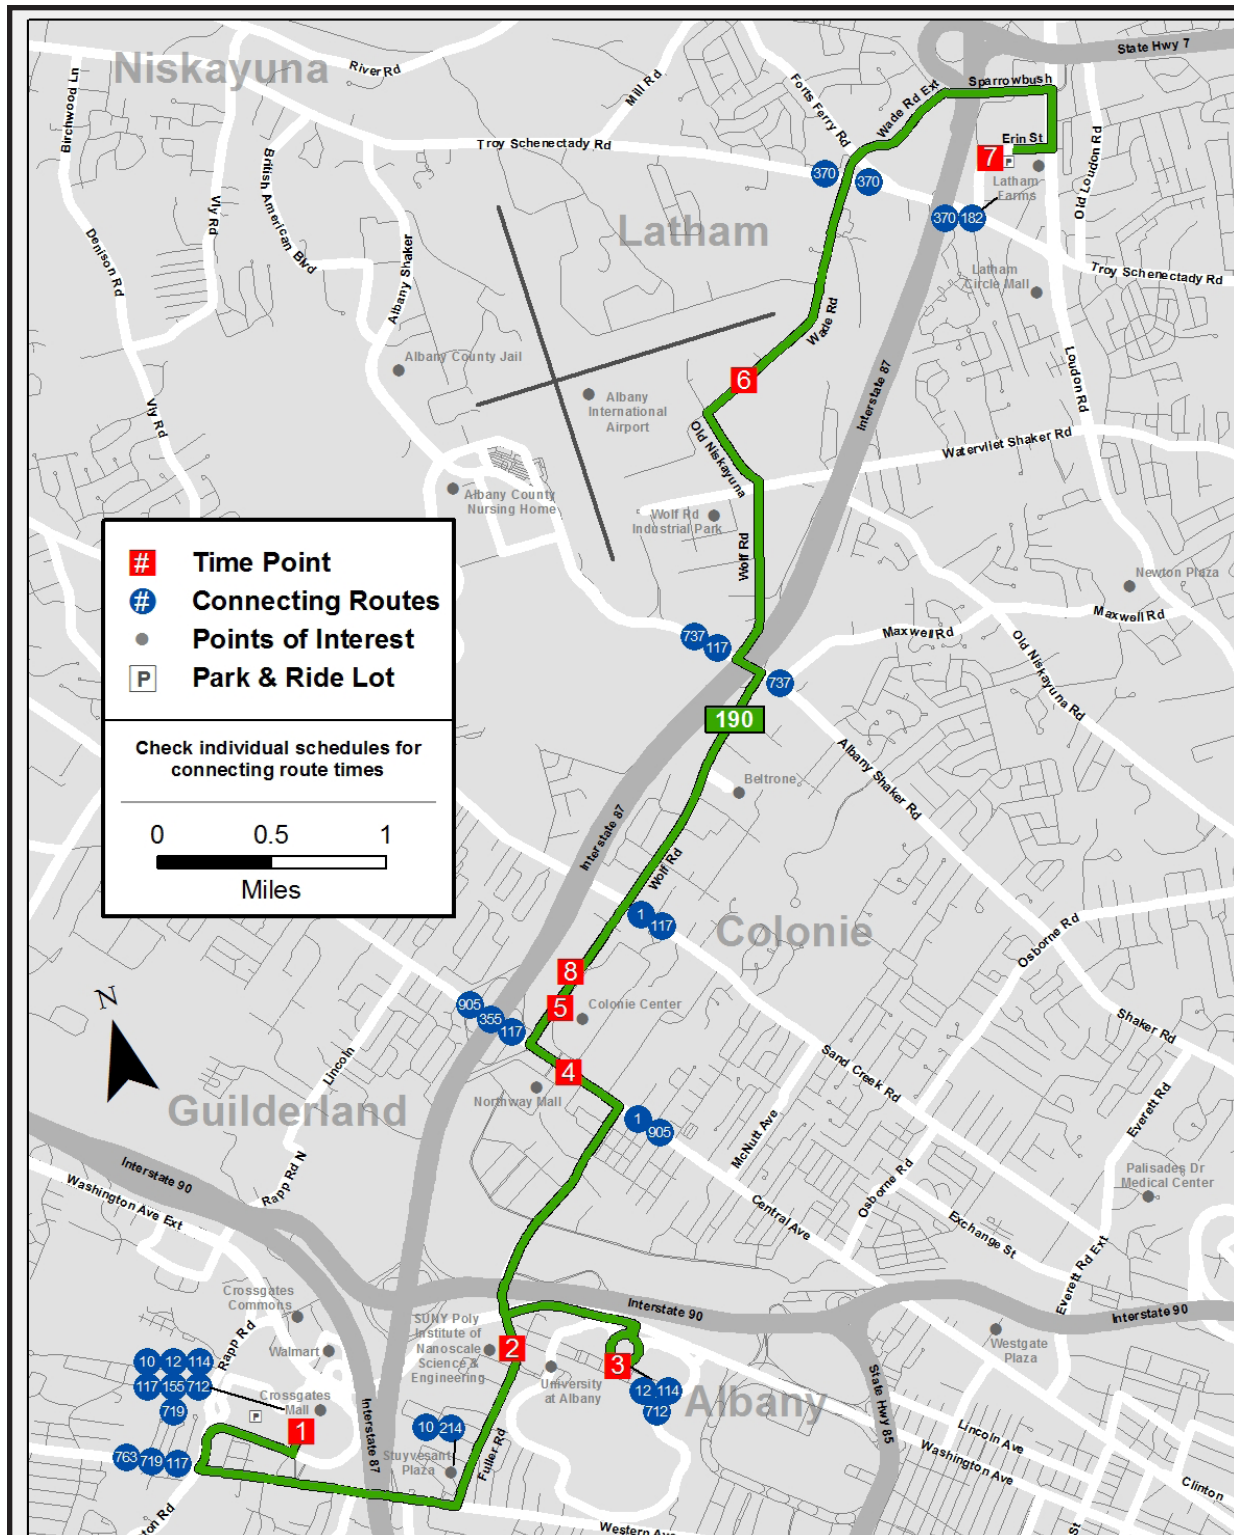 Niskayuna
River Rd
Birchwood Ln
Mill Rd
Forts Ferry Rd
Wade Rd Ext
Sparrowbush
State Hwy 7
British American Blvd
Troy Schenectady Rd
Erin St
7
P
Latham
Farms
Old Loudon Rd
370
370
370
182
Vly Rd
Denison Rd
Albany Shaker
Latham
Latham
Circle Mall
Troy Schenectady Rd
Wade Rd
Albany County Jail
Albany
International
Airport
6
Interstate 87
Loudon Rd
Vly Rd
Old Niskayuna
Watervliet Shaker Rd
Albany County
Nursing Home
Wolf Rd
Industrial Park
Wolf Rd
Newton Plaza
Maxwell Rd
Maxwell Rd
Old Niskayuna Rd
# Time Point
# Connecting Routes
Points of Interest
P Park & Ride Lot
Check individual schedules for
connecting route times
0 0.5 1
Miles
737
117
737
190
Beltrone
Albany Shaker Rd
Interstate 87
Wolf Rd
1
117
Colonie
Osborne Rd
8
5
Colonie Center
905
355
117
4
Northway Mall
N
Lincoln
Guilderland
1
905
Sand Creek Rd
Shaker Rd
McNutt Ave
Everett Rd
Osborne Rd
Palisades Dr
Medical Center
Central Ave
Exchange St
Everett Rd Ext
Interstate 90
Washington Ave Ext
Rapp Rd N
Interstate 90
Interstate 90
Crossgates
Commons
Walmart
Rapp Rd
SUNY Poly
Institute of
Nanoscale
Science &
Engineering
2
3
University
at Albany
12
114
712
Albany
Westgate
Plaza
State Hwy 85
10
12
114
117
155
712
719
Crossgates
Mall
P
1
Interstate 87
10
214
Stuyvesant
Plaza
Fuller Rd
763
719
117
Lincoln Ave
Washington Ave
Clinton
ton Rd
Western Ave
St